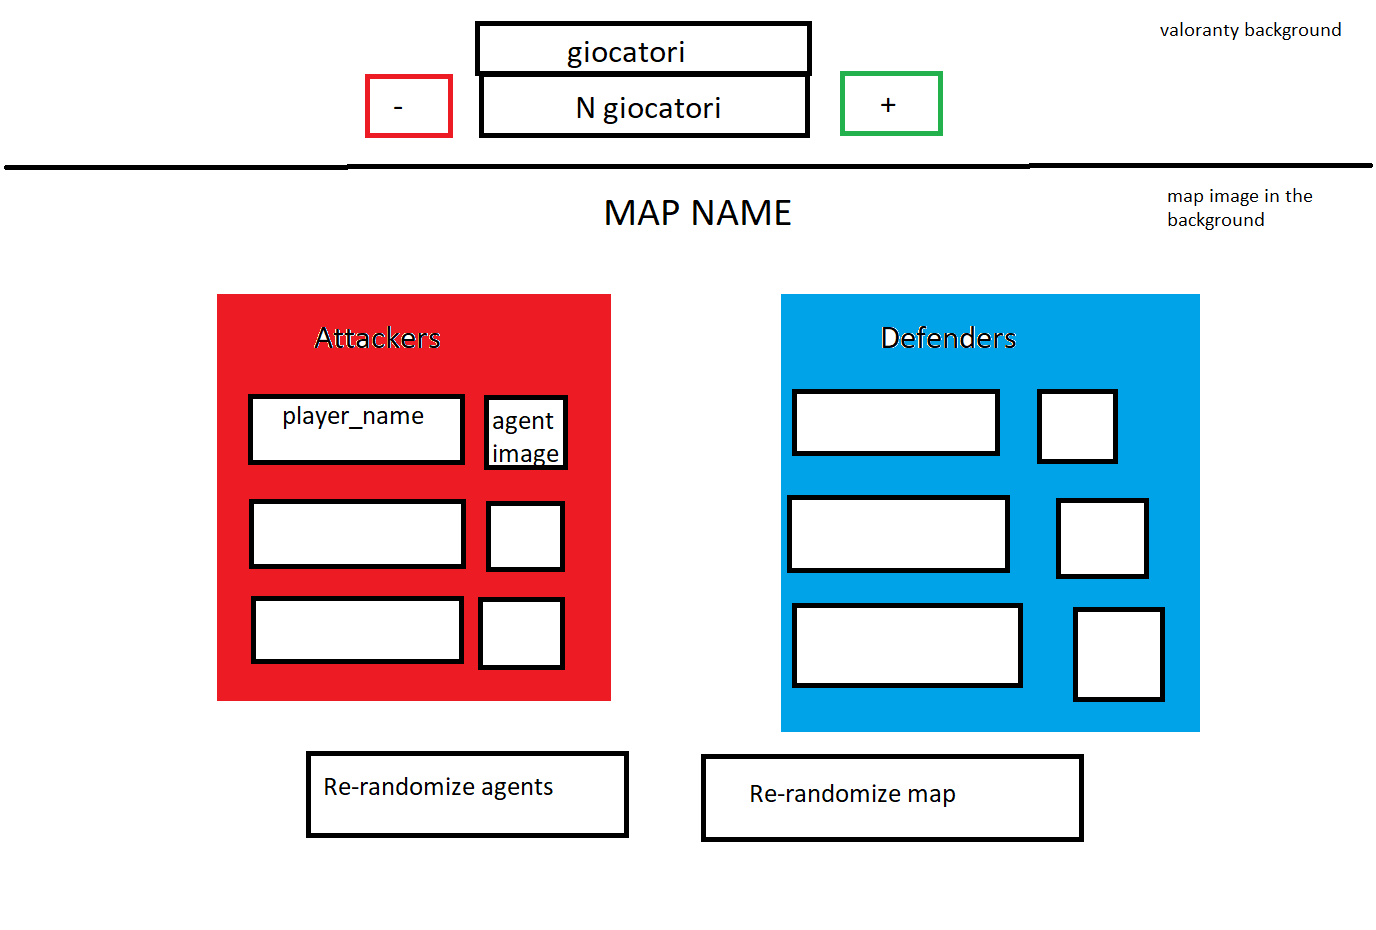 giocatori
valoranty background
-
N giocatori
+
MAP NAME
map image in the
background
Attackers
Defenders
player_name
agent
image
Re-randomize agents
Re-randomize map